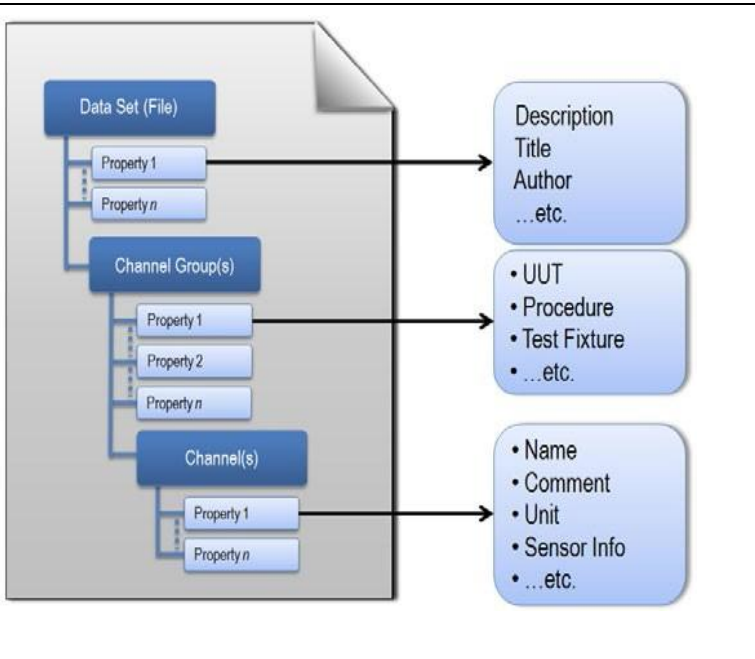 Data Set (File)
Property 1
Property n
Channel Group(s)
Property 1
Property 2
Property n
Channel(s)
Property 1
Property n
Description
Title
Author
...etc.
• UUT
• Procedure
• Test Fixture
• ...etc.
• Name
• Comment
• Unit
• Sensor Info
• ...etc.